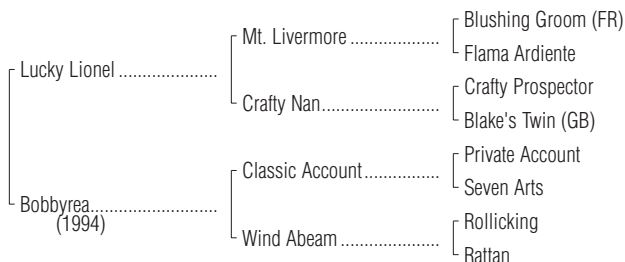 Blushing Groom (FR)
Mt. Livermore
Flama Ardiente
Lucky Lionel
Crafty Prospector
Crafty Nan
Blake's Twin (GB)
Private Account
Classic Account
Seven Arts
Bobbyrea
(1994)
Rollicking
Wind Abeam
Rattan